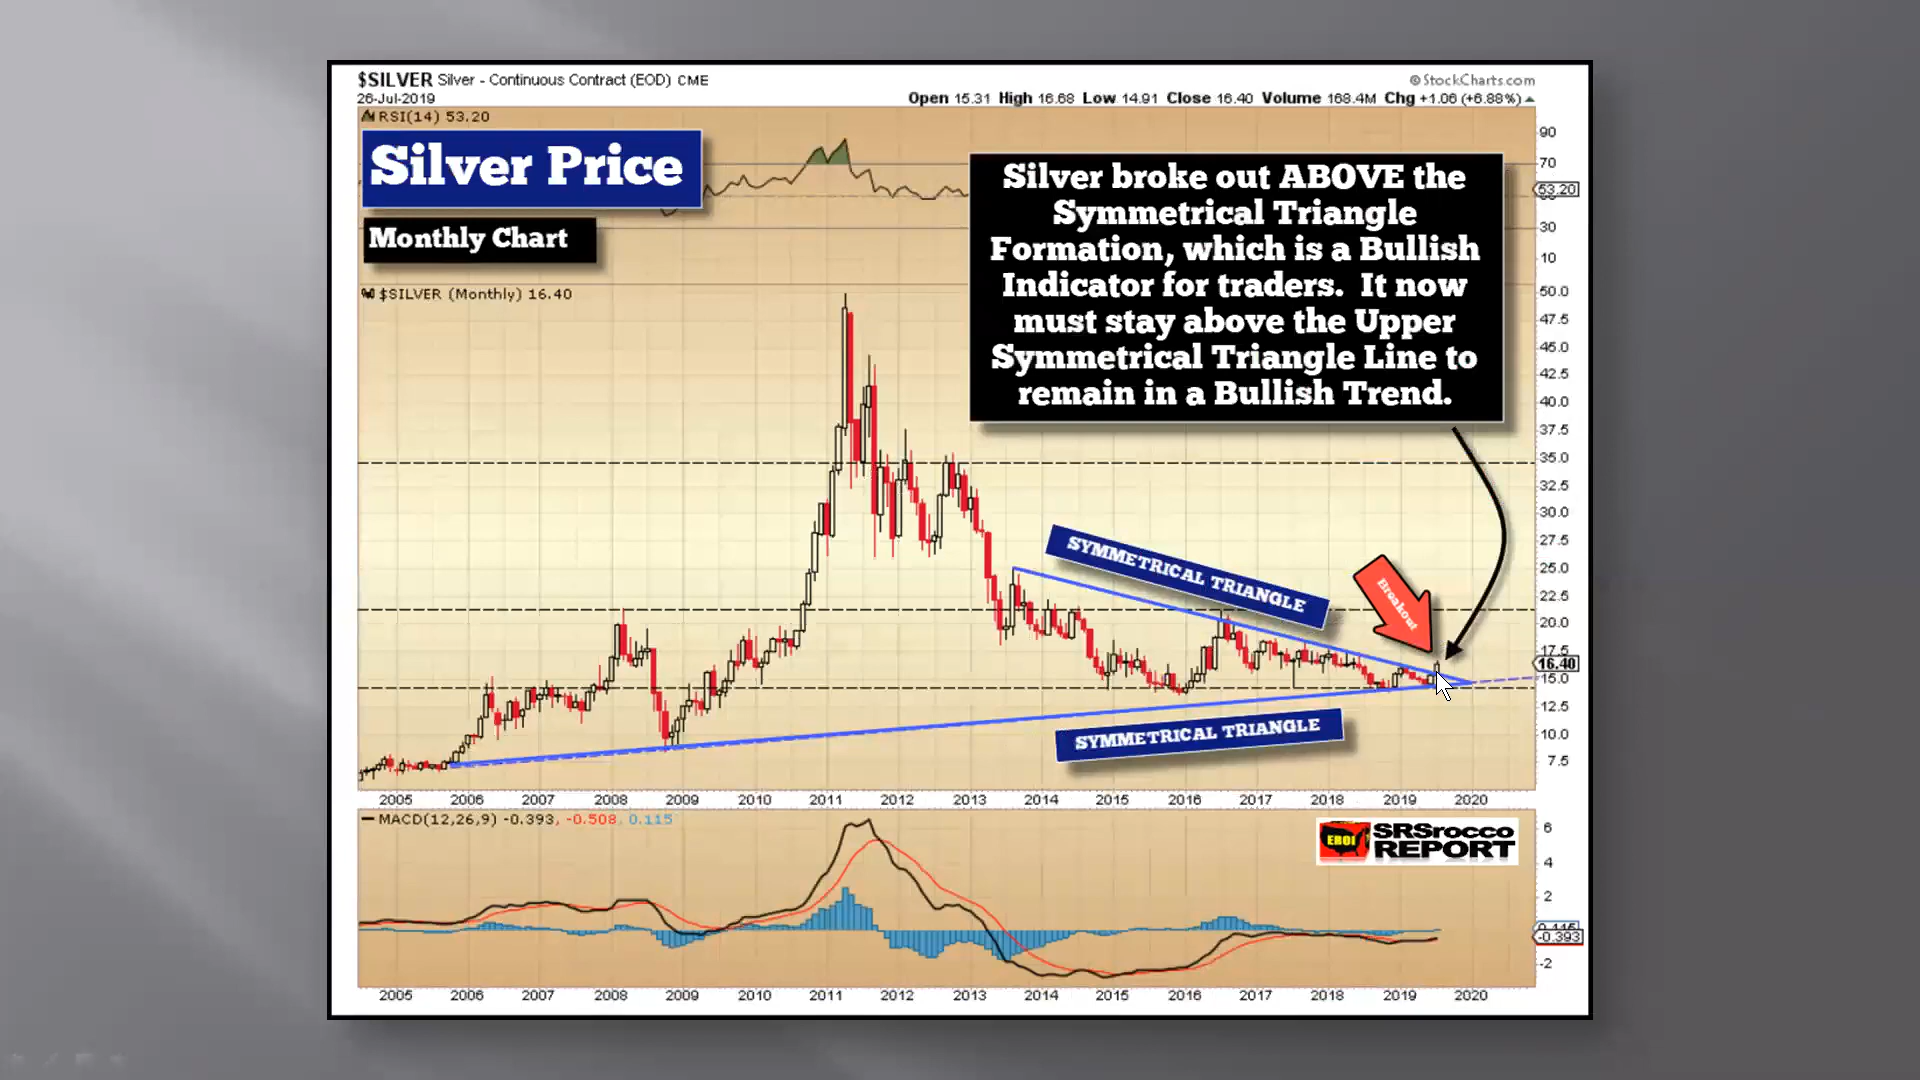 $SILVER Silver - Continuous Contract (EOD) CME
© StockCharts.com
26-Jul-2019
Open 15.31 High 16.68 Low 14.91 Close 16.40 Volume 168.4M Chg +1.06 (+6.88%)
RSI(14) 53.20
Silver Price
Monthly Chart
Silver broke out ABOVE the
Symmetrical Triangle
Formation, which is a Bullish
Indicator for traders. It now
must stay above the Upper
Symmetrical Triangle Line to
remain in a Bullish Trend.
90
70
53.20
30
10
$SILVER (Monthly) 16.40
50.0
47.5
45.0
42.5
40.0
37.5
35.0
32.5
30.0
27.5
25.0
22.5
20.0
17.5
16.40
15.0
12.5
10.0
7.5
SYMMETRICAL TRIANGLE
Breakout
SYMMETRICAL TRIANGLE
2005 2006 2007 2008 2009 2010 2011 2012 2013 2014 2015 2016 2017 2018 2019 2020
MACD(12,26,9) -0.393, -0.508, 0.115
EROI
SRSrocco
REPORT
6
4
2
-0.393
-2
2005 2006 2007 2008 2009 2010 2011 2012 2013 2014 2015 2016 2017 2018 2019 2020